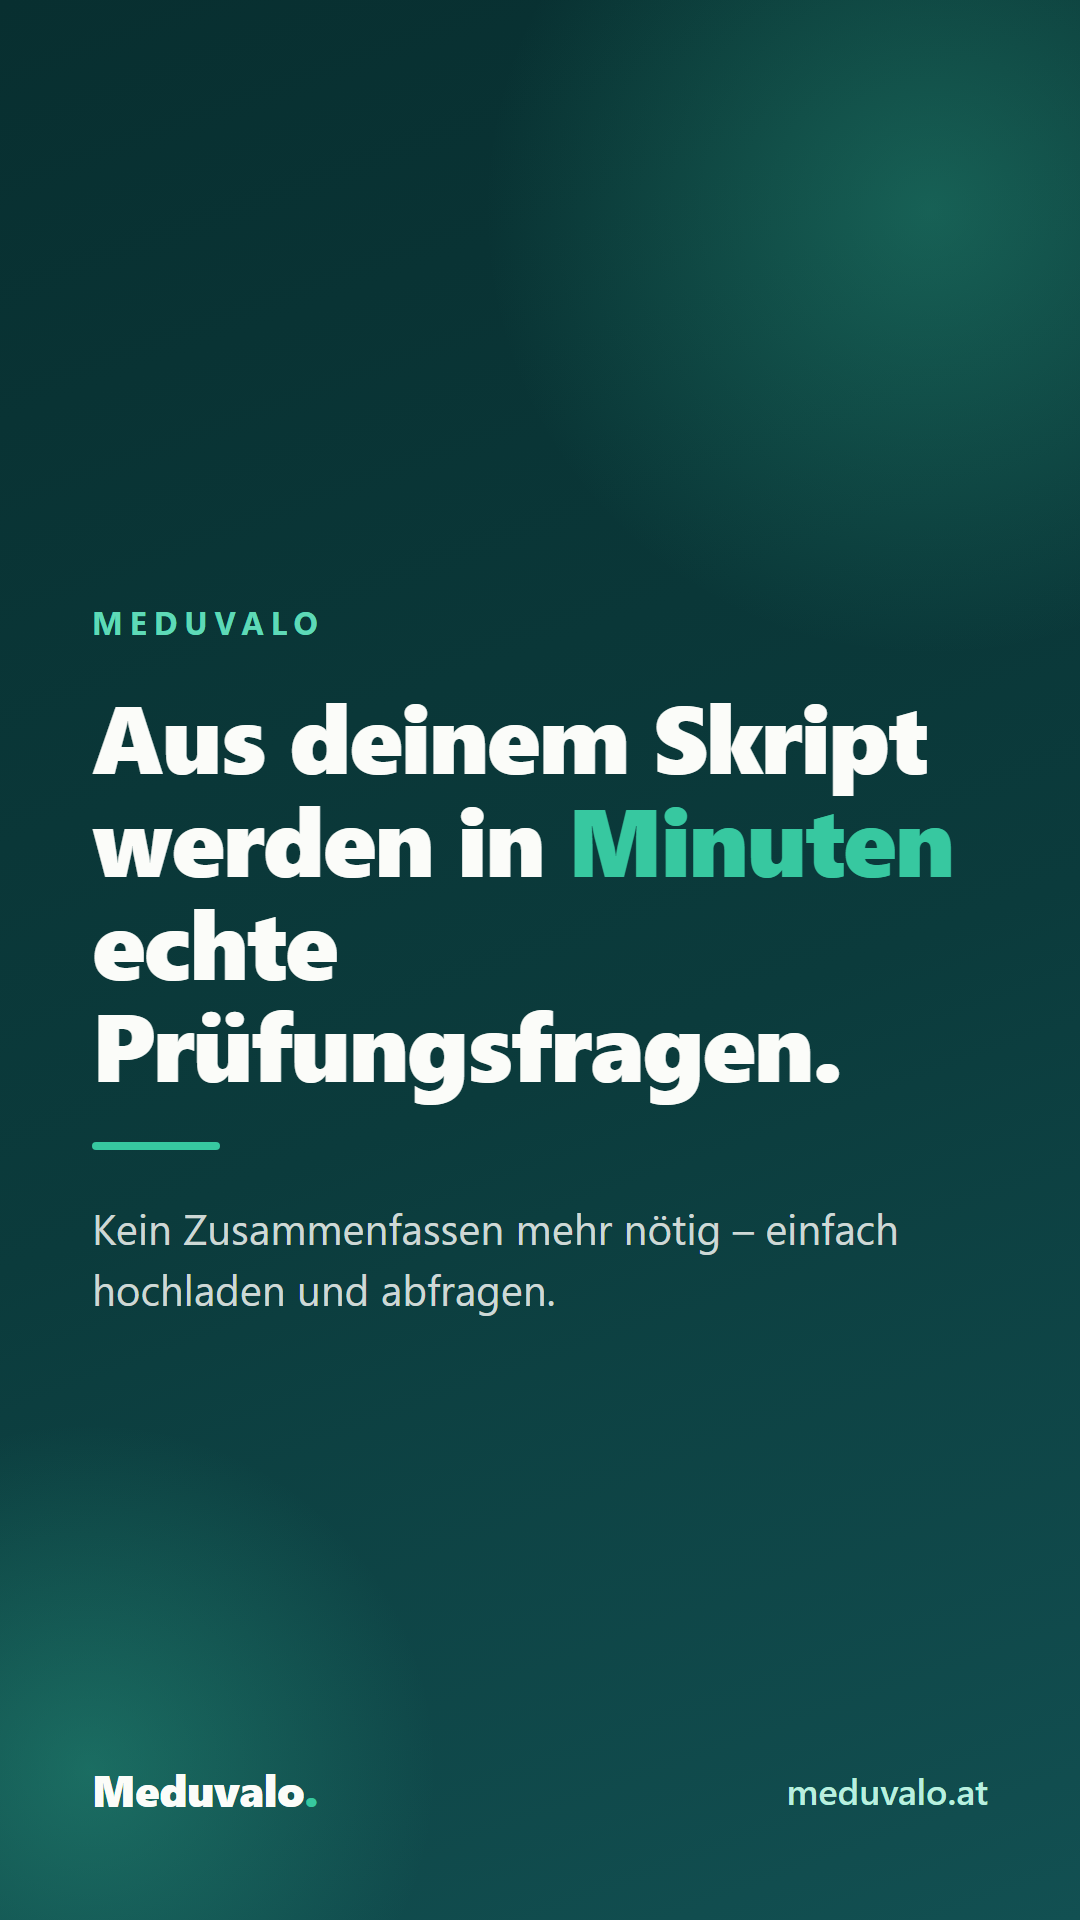 MEDUVALO
Aus deinem Skript
werden in Minuten
echte
Prüfungsfragen.
Kein Zusammenfassen mehr nötig – einfach
hochladen und abfragen.
Meduvalo.
meduvalo.at